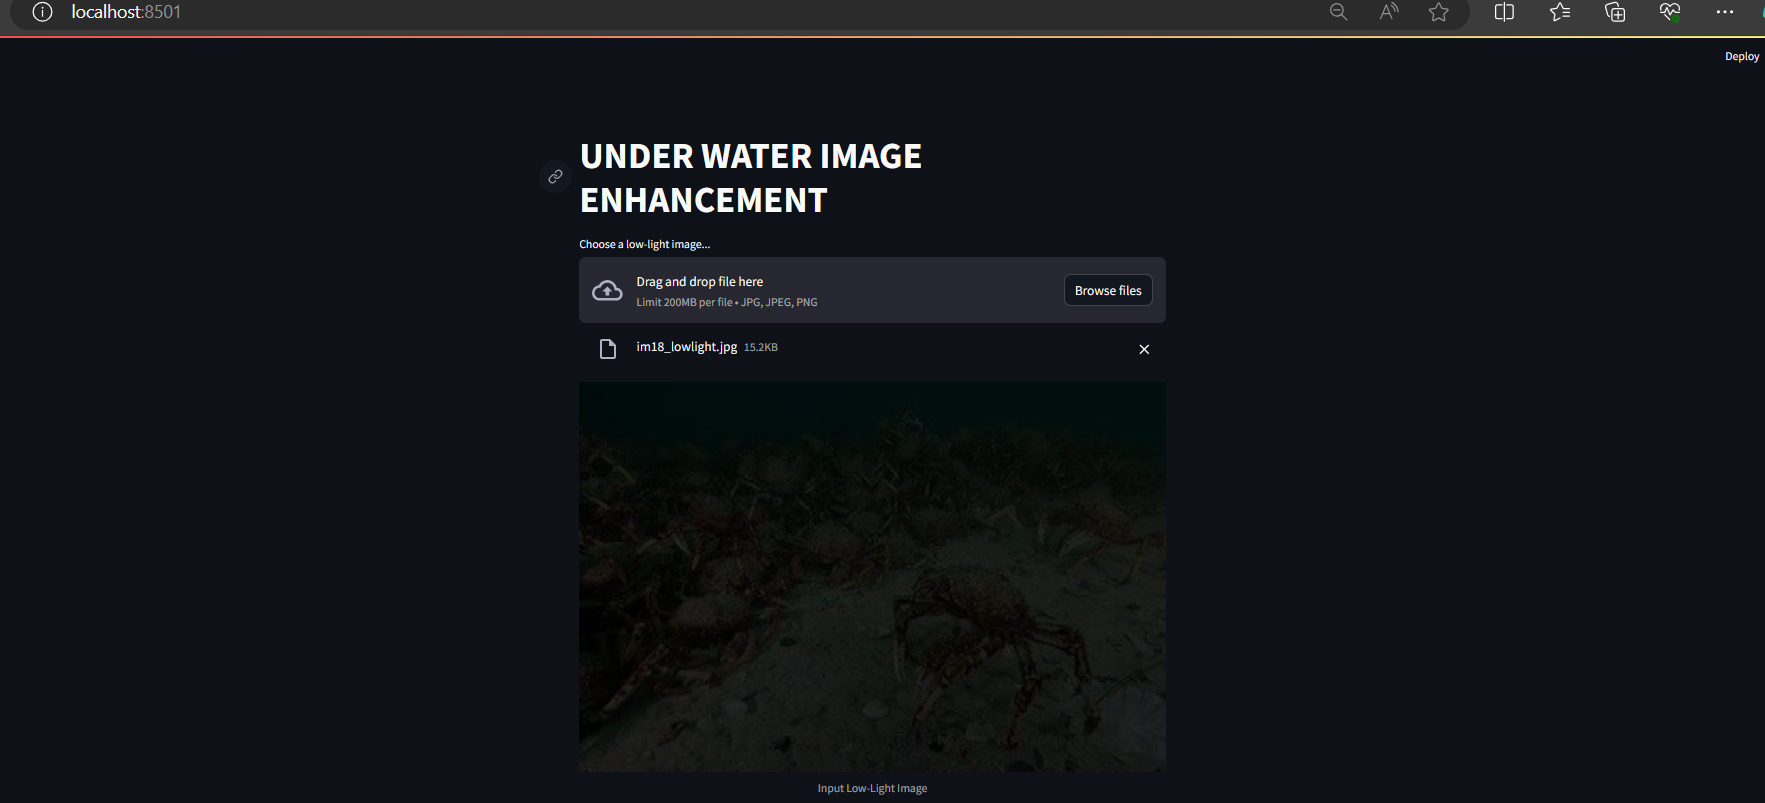 localhost:8501
Deploy
UNDER WATER IMAGE
ENHANCEMENT
Choose a low-light image...
Drag and drop file here
Limit 200MB per file • JPG, JPEG, PNG
Browse files
im18_lowlight.jpg 15.2KB
Input Low-Light Image